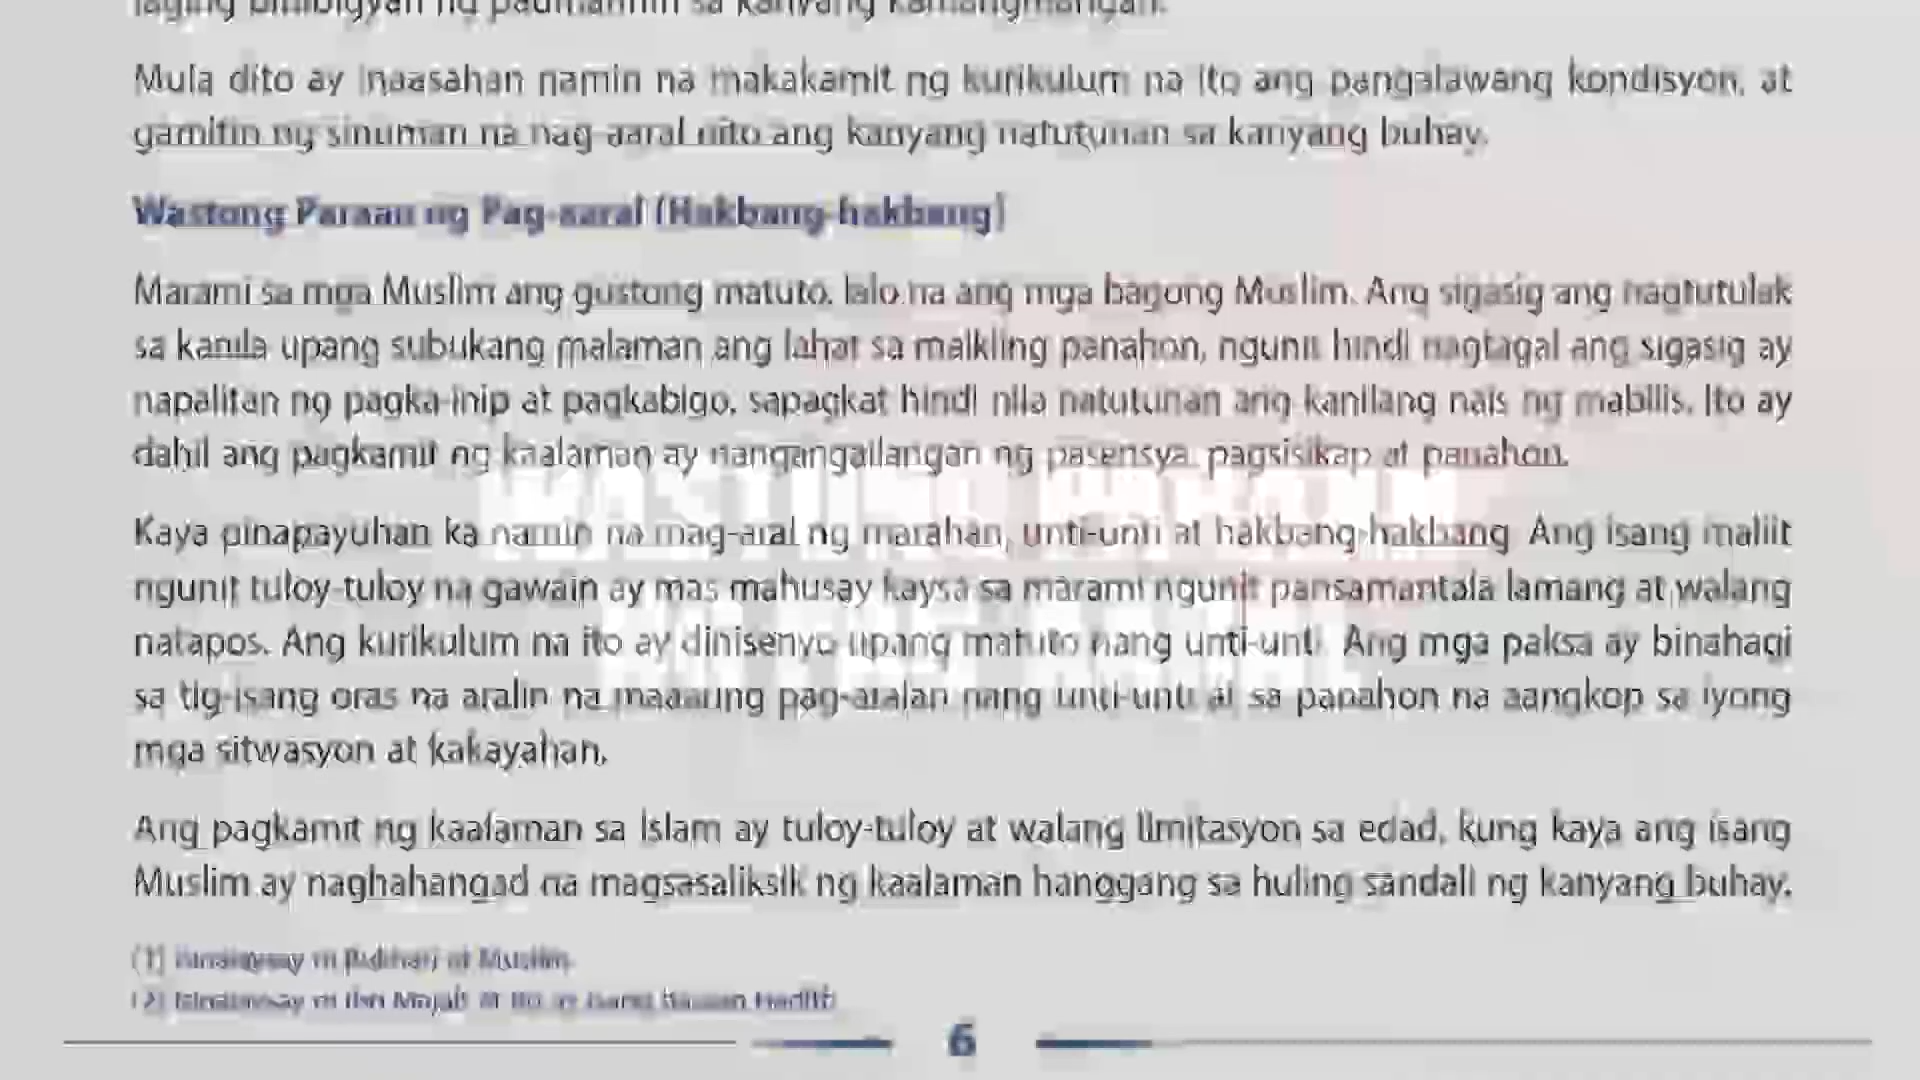 laging binibigyan ng pagmamin sa kanyang kamangmangan.
Mula dito ay inaasahan namin na makakamit ng kurikulum na ito ang pangalawang kondisyon, at
gamitin ng sinuman na nag-aaral nito ang kanyang natutunan sa kanyang buhay.
Wastong Paraan ng Pag-aaral (Hakbang-hakbang)
Marami sa mga Muslim ang gustong matuto, lalo na ang mga bagong Muslim. Ang sigasig ang nagtutulak
sa kanila upang subukang malaman ang lahat sa maikling panahon, ngunit hindi nagtagal ang sigasig ay
napalitan ng pagka-inip at pagkabigo, sapagkat hindi nila natutunan ang kanilang nais ng mabilis. Ito ay
dahil ang pagkamit ng kaalaman ay nangangailangan ng pasensya, pagsisikap at panahon.
WASTONG PARAAN
Kaya pinapayuhan ka namin na mag-aral ng marahan, unti-unti at hakbang-hakbang. Ang isang maliit
ngunit tuloy-tuloy na gawain ay mas mahusay kaysa sa marami ngunit pansamantala lamang at walang
natapos. Ang kurikulum na ito ay dinisenyo upang matuto nang unti-unti. Ang mga paksa ay binahagi
NG PAG-AARAL
sa tig-isang oras na aralin na maaaring pag-aralan nang unti-unti at sa panahon na aangkop sa iyong
mga sitwasyon at kakayahan.
Ang pagkamit ng kaalaman sa Islam ay tuloy-tuloy at walang limitasyon sa edad, kung kaya ang isang
Muslim ay naghahangad na magsasaliksik ng kaalaman hanggang sa huling sandali ng kanyang buhay.
(1) Isinalaysay ni Bukhari at Muslim.
(2) Isinalaysay ni Ibn Majah at ito ay isang Hasan Hadith
6